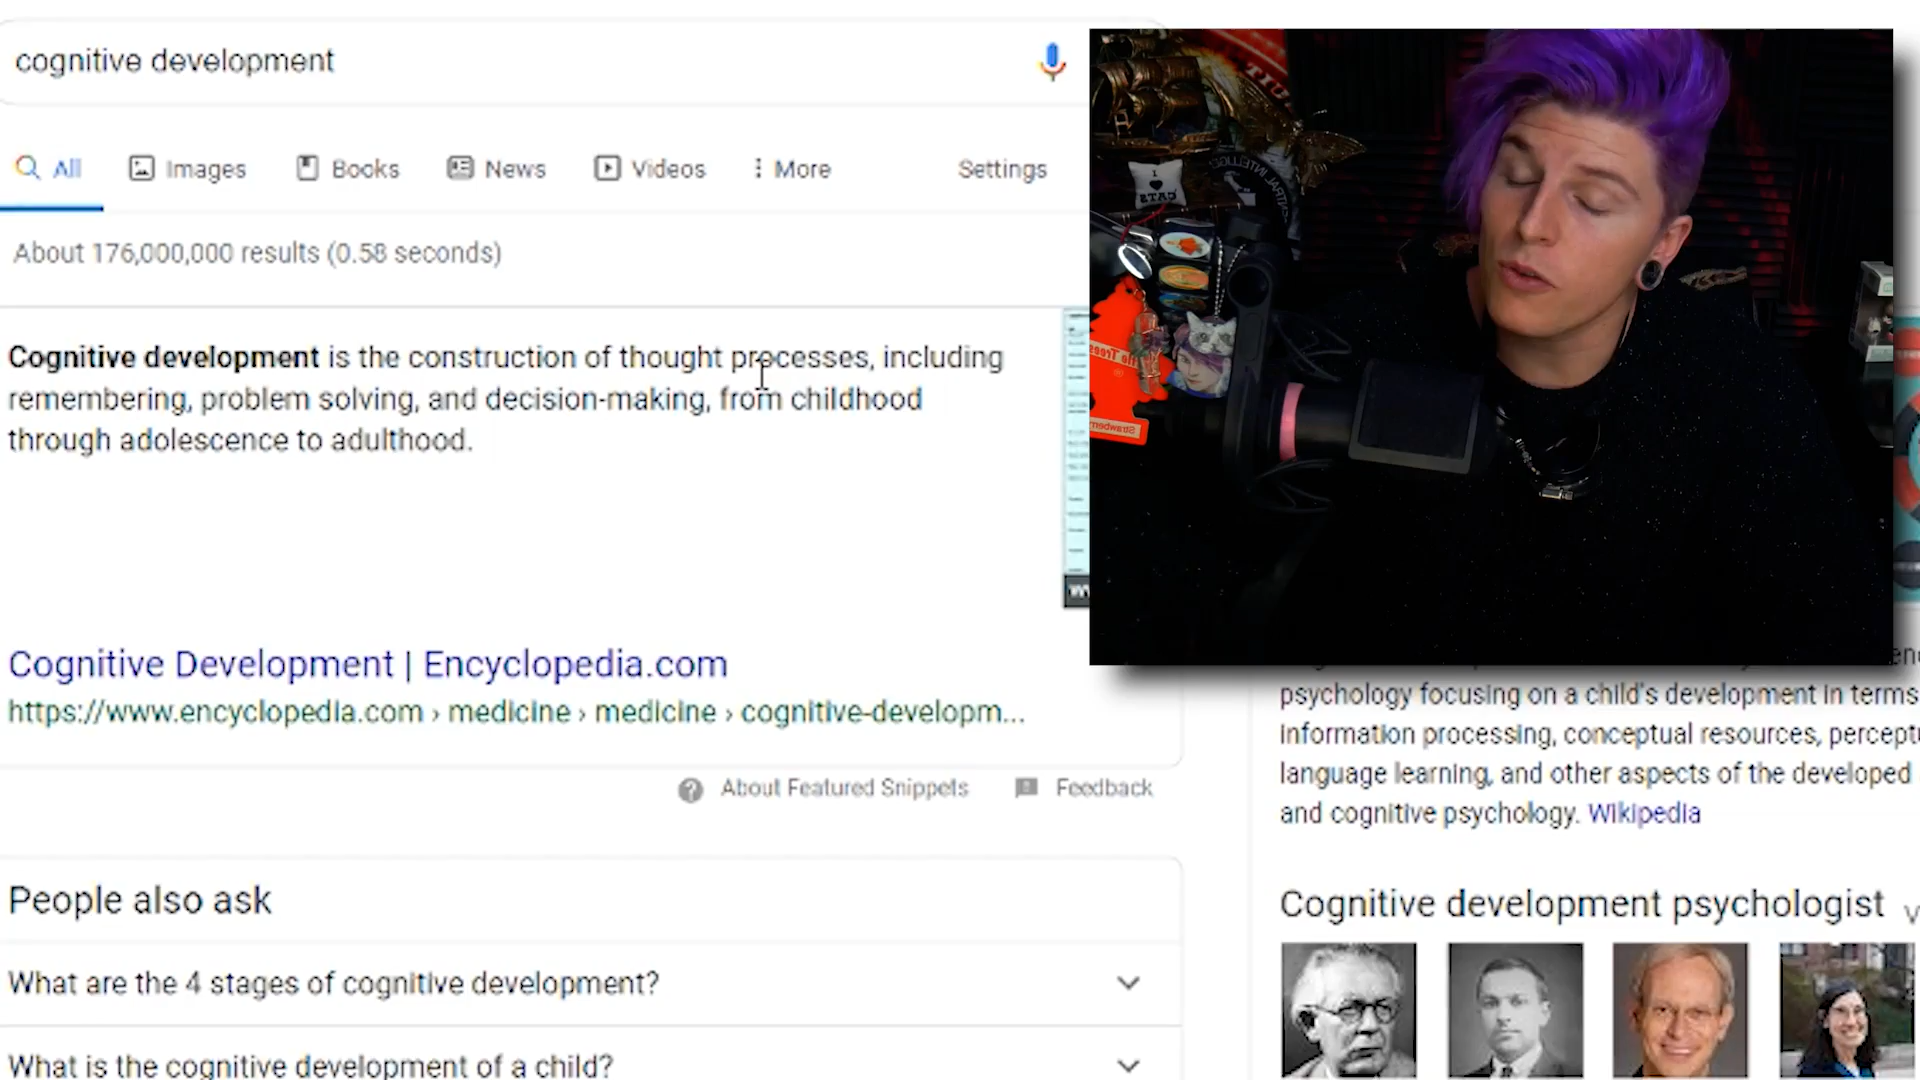 cognitive development
All Images Books News Videos More Settings
About 176,000,000 results (0.58 seconds)
Cognitive development is the construction of thought processes, including
remembering, problem solving, and decision-making, from childhood
through adolescence to adulthood.
Cognitive Development | Encyclopedia.com
https://www.encyclopedia.com › medicine › medicine › cognitive-developm...
About Featured Snippets Feedback
People also ask
What are the 4 stages of cognitive development?
What is the cognitive development of a child?
I
CATS
psychology focusing on a child's development in terms
information processing, conceptual resources,
language learning, and other aspects of the developed
and cognitive psychology. Wikipedia
Cognitive development psychologist